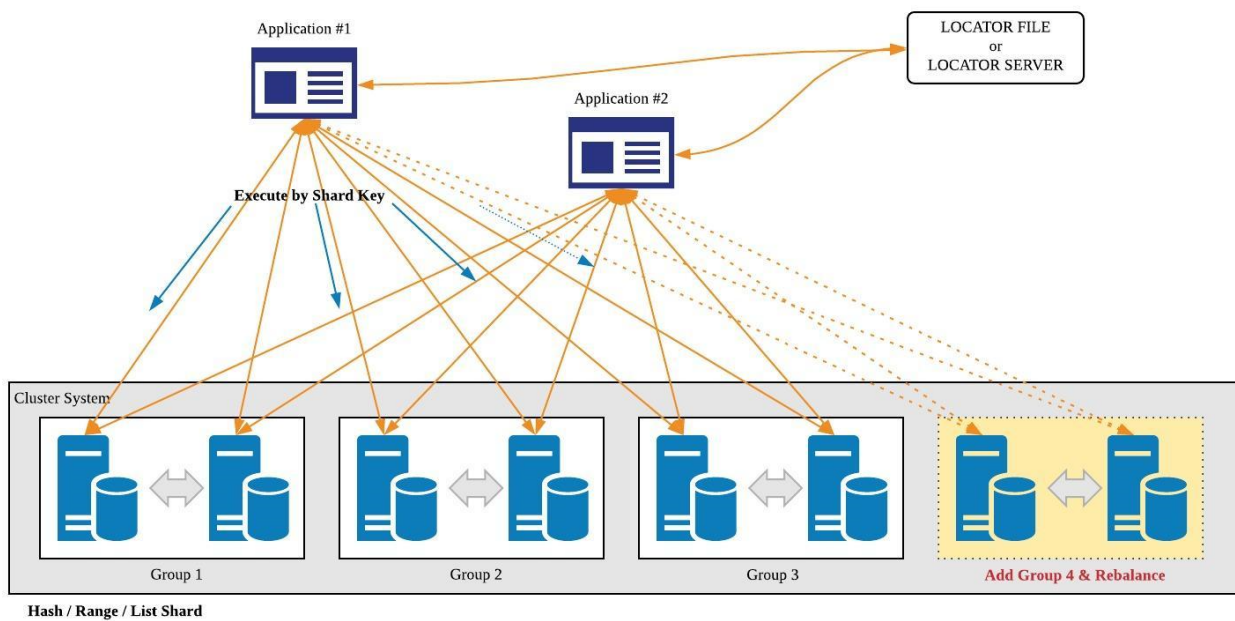 Application #1
LOCATOR FILE
or
LOCATOR SERVER
Application #2
Execute by Shard Key
Cluster System
Group 1
Group 2
Group 3
Add Group 4 & Rebalance
Hash / Range / List Shard